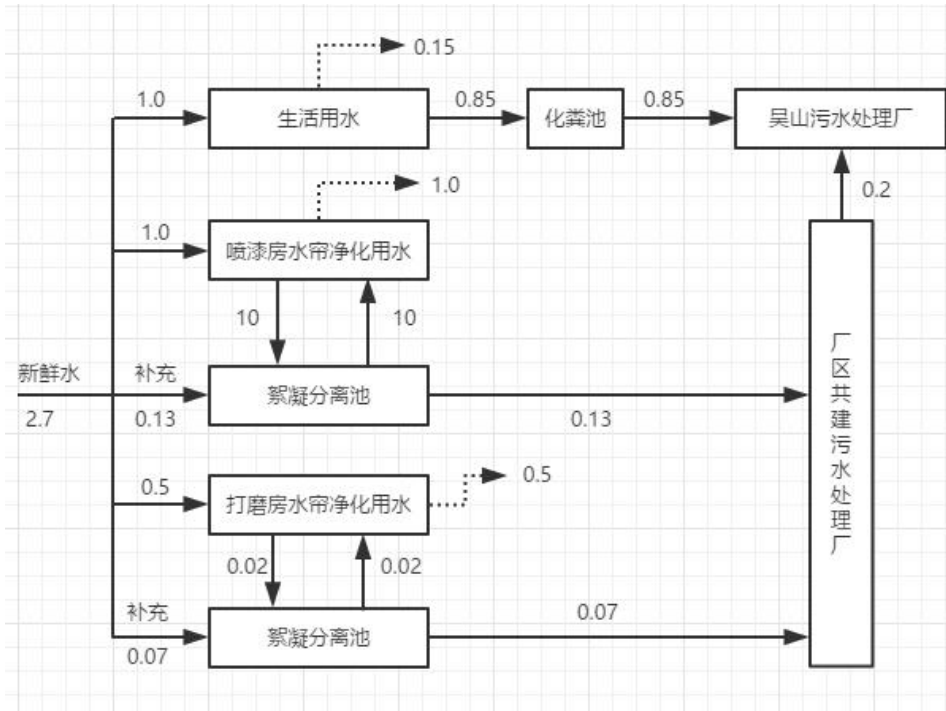 0.15
1.0
生活用水
0.85
化粪池
0.85
吴山污水处理厂
0.2
1.0
1.0
喷漆房水帘净化用水
10
10
新鲜水
2.7
补充
0.13
絮凝分离池
0.13
厂区共建污水处理厂
0.5
打磨房水帘净化用水
0.5
0.02
0.02
补充
0.07
絮凝分离池
0.07